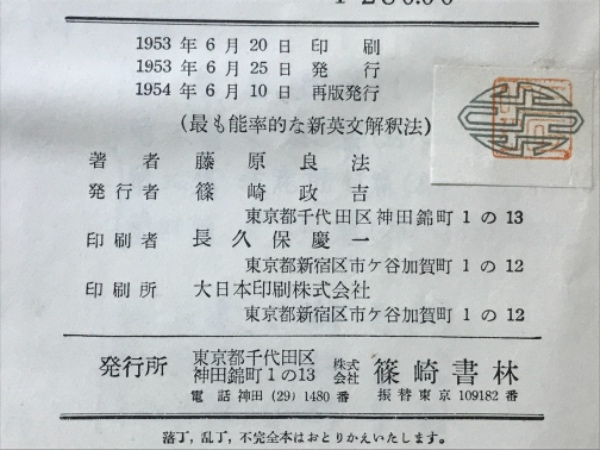 1953 年 6 月 20 日 印 刷
1953 年 6 月 25 日 発 行
1954 年 6 月 10 日 再版発行
(最も能率的な新英文解釈法)
著 者 藤 原 良 法
発 行 者 篠 崎 政 吉
東京都千代田区神田錦町 1 の 13
印 刷 者 長 久 保 慶 一
東京都新宿区市ケ谷加賀町 1 の 12
印 刷 所 大日本印刷株式会社
東京都新宿区市ケ谷加賀町 1 の 12
発行所 東京都千代田区神田錦町1の13 株式会社 篠崎書林
電 話 神田 (29) 1480 番 振替東京 109182 番
落丁, 乱丁, 不完全本はおとりかえいたします。